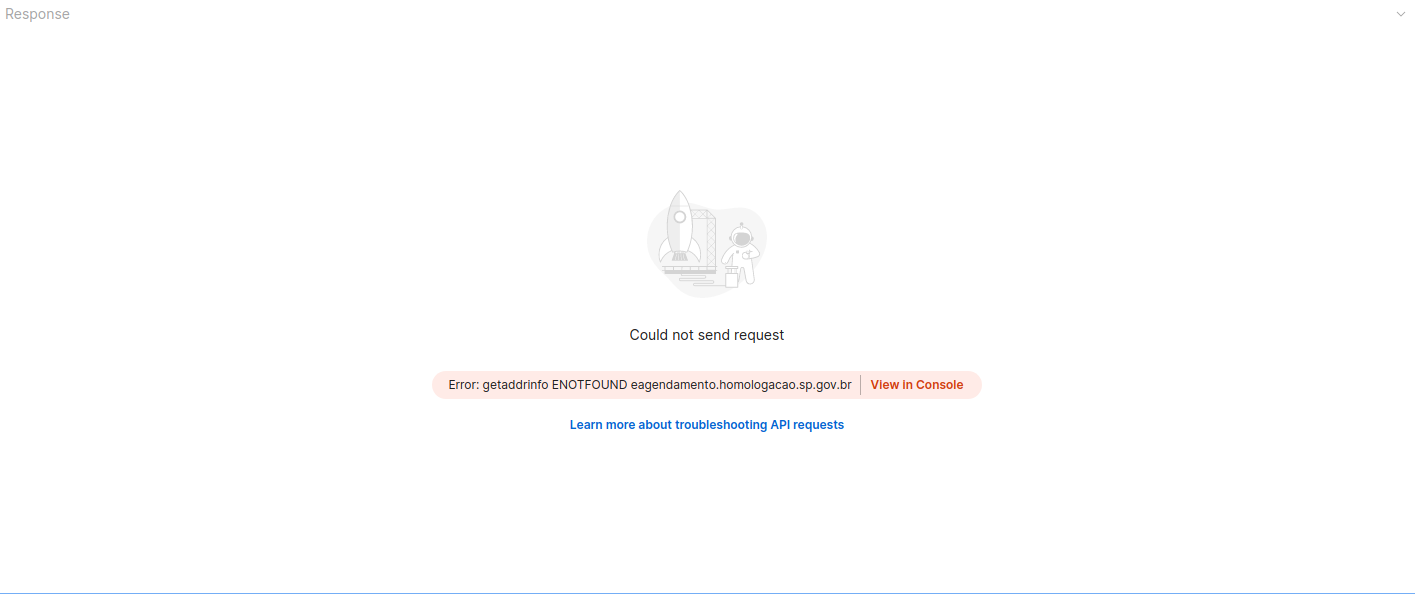 Response
Could not send request
Error: getaddrinfo ENOTFOUND eagendamento.homologacao.sp.gov.br View in Console
Learn more about troubleshooting API requests